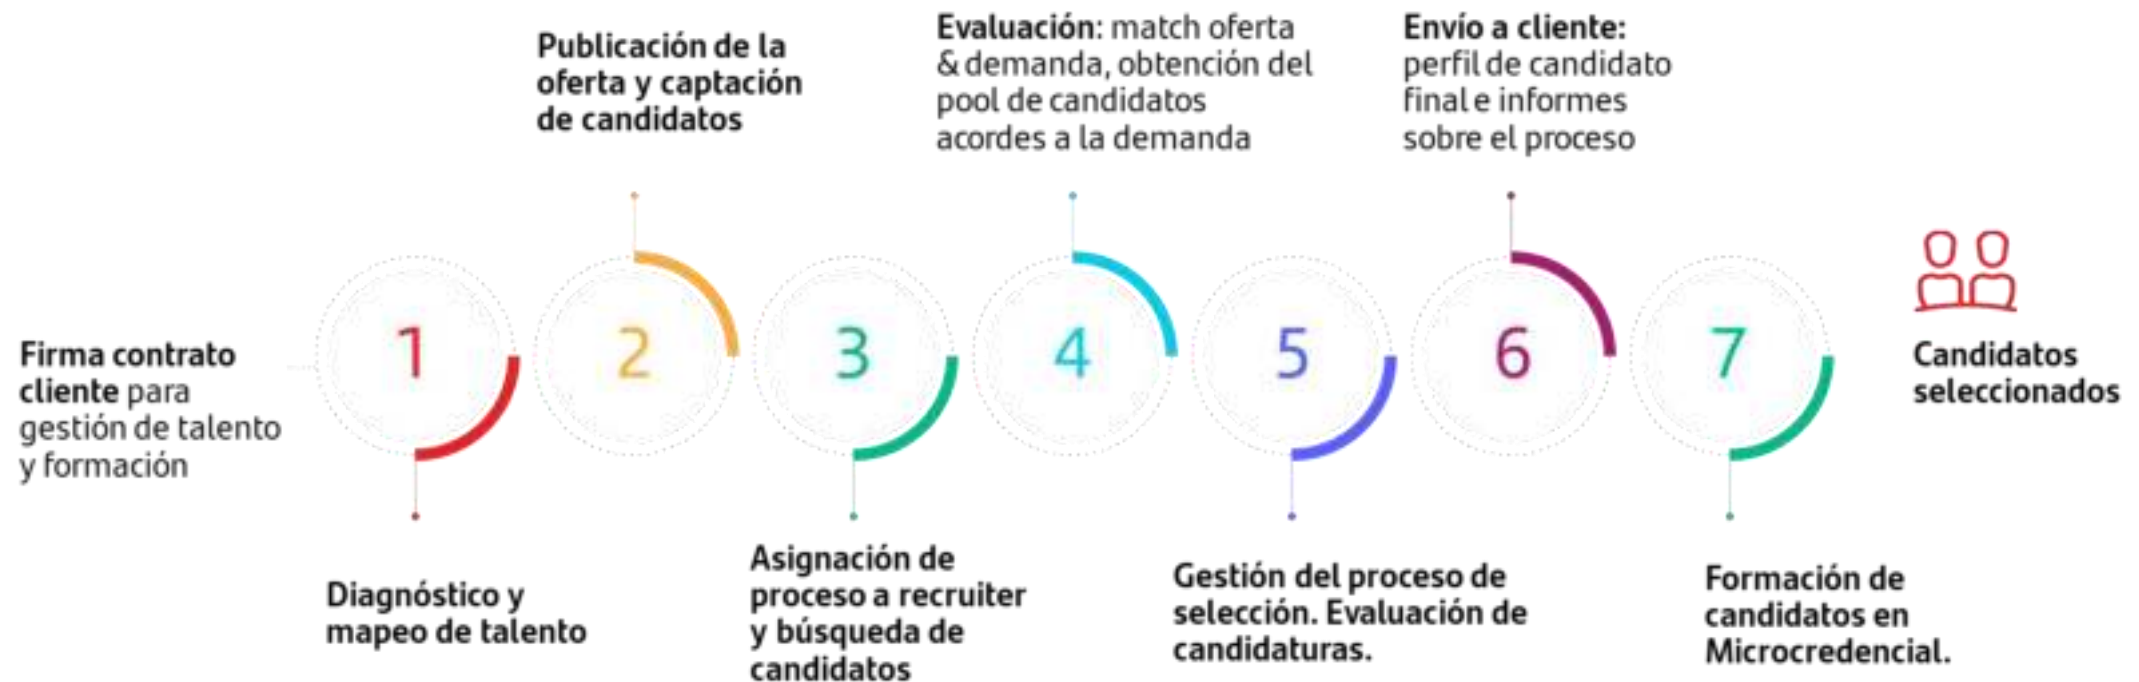 Firma contrato
cliente para
gestión de talento
y formación
1
Diagnóstico y
mapeo de talento
Publicación de la
oferta y captación
de candidatos
2
3
Asignación de
proceso a recruiter
y búsqueda de
candidatos
Evaluación: match oferta
& demanda, obtención del
pool de candidatos
acordes a la demanda
4
5
Gestión del proceso de
selección. Evaluación de
candidaturas.
Envío a cliente:
perfil de candidato
final e informes
sobre el proceso
6
7
Formación de
candidatos en
Microcredencial.
Candidatos
seleccionados